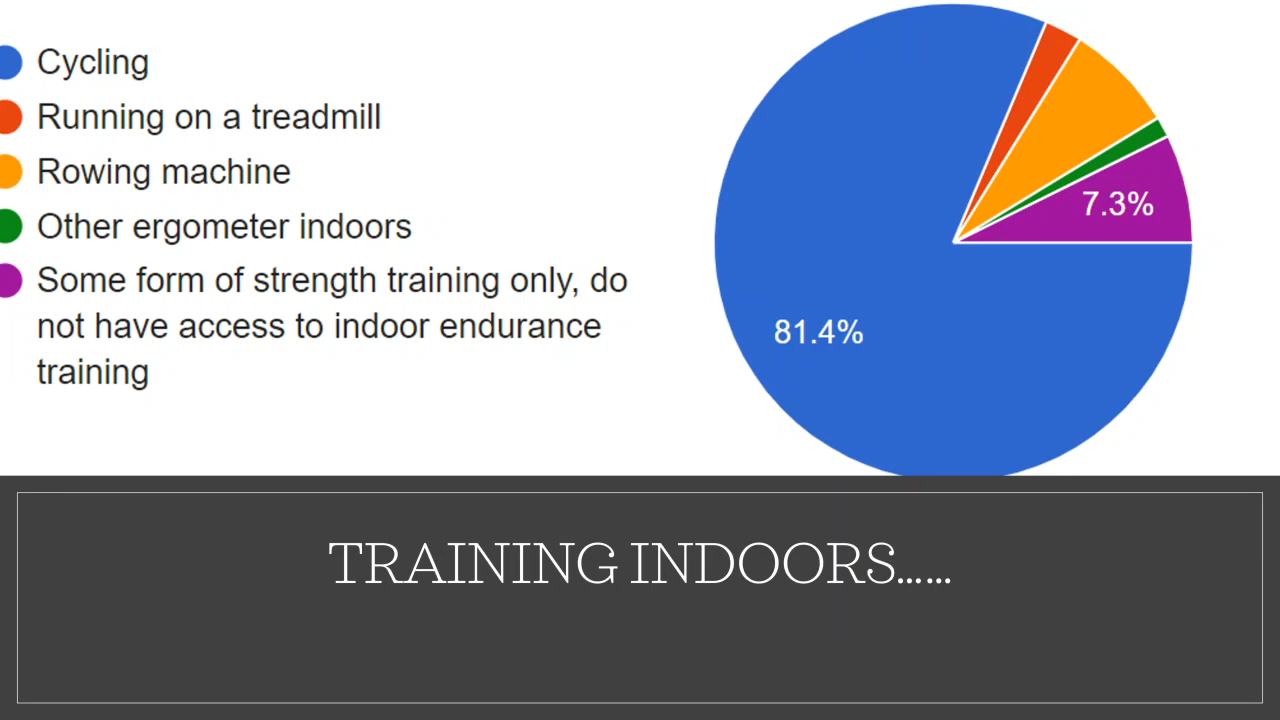 Cycling
Running on a treadmill
Rowing machine
Other ergometer indoors
Some form of strength training only, do
not have access to indoor endurance
training
7.3%
81.4%
TRAINING INDOORS……